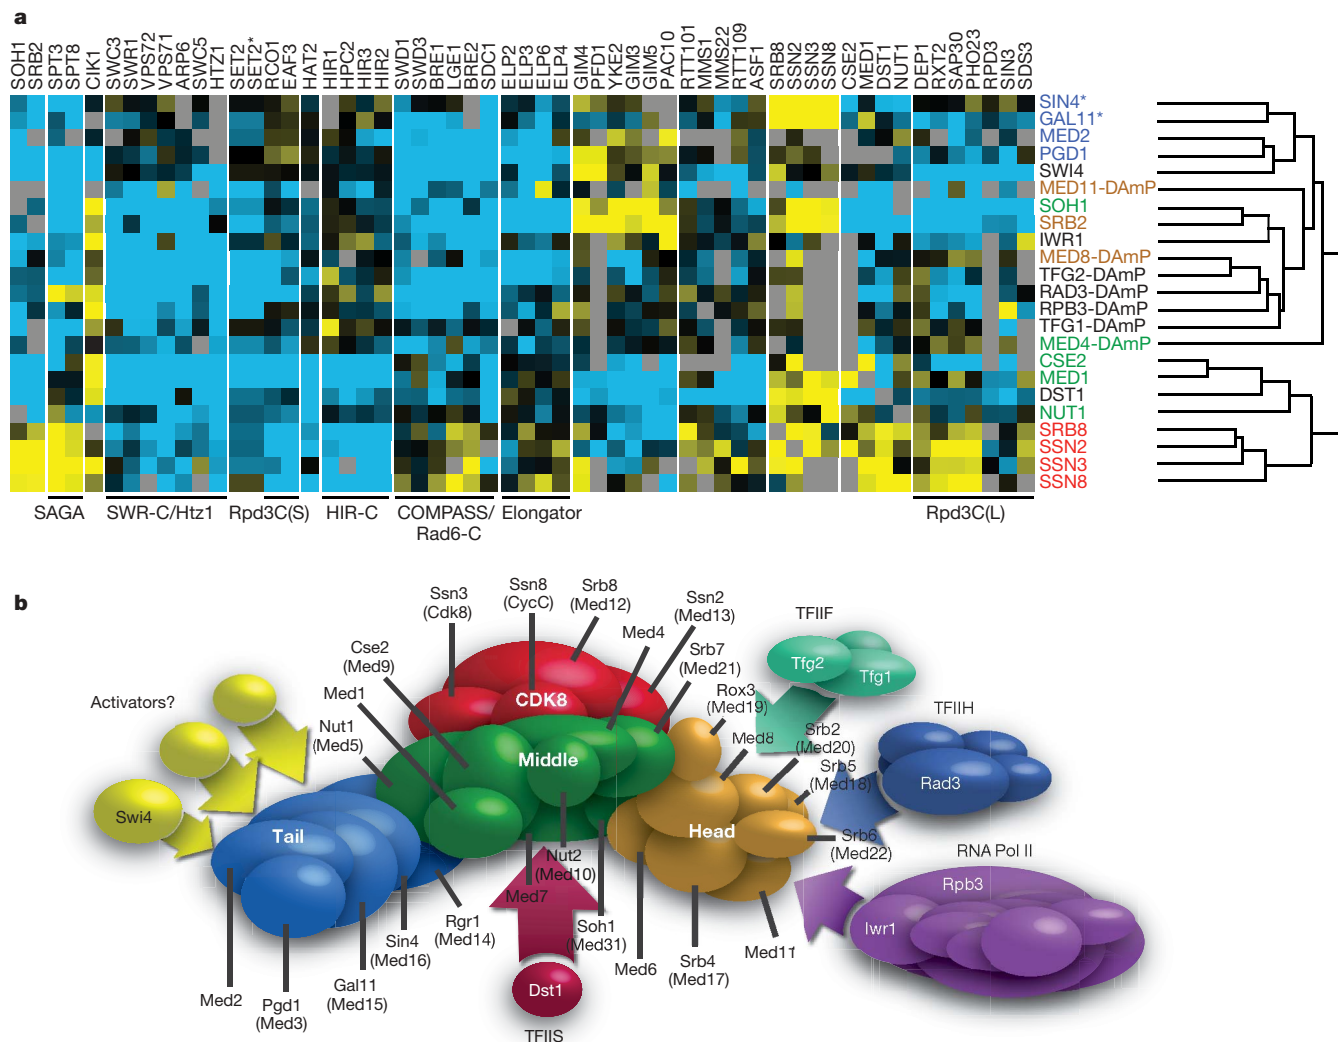 a
SOH1
SRB2
SPT3
SPT8
CIK1
SWC3
SWR1
VPS72
VPS71
ARP6
SWC5
HTZ1
SET2
SET2*
RCO1
EAF3
HAT2
HIR1
HPC2
HIR3
HIR2
SWD1
SWD3
BRE1
LGE1
BRE2
SDC1
ELP2
ELP3
ELP6
ELP4
GIM4
PFD1
YKE2
GIM3
GIM5
PAC10
RTT101
MMS1
MMS22
RTT109
ASF1
SRB8
SSN2
SSN3
SSN8
CSE2
MED1
DST1
NUT1
DEP1
RXT2
SAP30
PHO23
RPD3
SIN3
SDS3
SIN4*
GAL11*
MED2
PGD1
SWI4
MED11-DAmP
SOH1
SRB2
IWR1
MED8-DAmP
TFG2-DAmP
RAD3-DAmP
RPB3-DAmP
TFG1-DAmP
MED4-DAmP
CSE2
MED1
DST1
NUT1
SRB8
SSN2
SSN3
SSN8
SAGA
SWR-C/Htz1
Rpd3C(S)
HIR-C
COMPASS/
Rad6-C
Elongator
Rpd3C(L)
b
Activators?
Swi4
Tail
Middle
CDK8
Head
Ssn3
(Cdk8)
Ssn8
(CycC)
Srb8
(Med12)
Ssn2
(Med13)
Med4
Srb7
(Med21)
Cse2
(Med9)
Med1
Nut1
(Med5)
Rox3
(Med19)
Med8
Srb2
(Med20)
Srb5
(Med18)
Srb6
(Med22)
TFIIF
Tfg2
Tfg1
TFIIH
Rad3
RNA Pol II
Rpb3
Iwr1
Med2
Pgd1
(Med3)
Gal11
(Med15)
Sin4
(Med16)
Rgr1
(Med14)
Med7
Nut2
(Med10)
Soh1
(Med31)
Med6
Srb4
(Med17)
Med11
Dst1
TFIIS